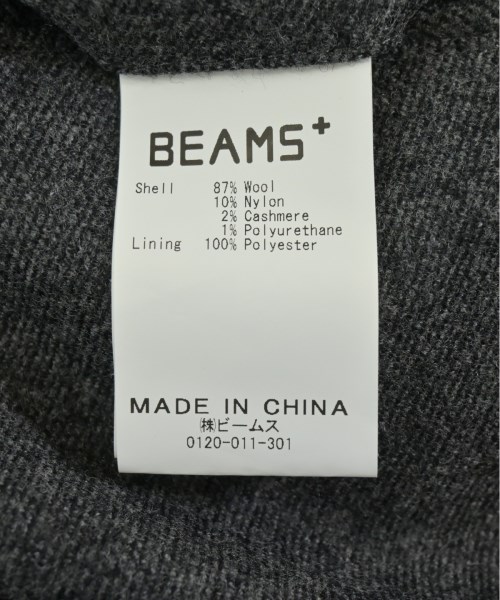 BEAMS+
Shell 87% Wool
10% Nylon
2% Cashmere
1% Polyurethane
Lining 100% Polyester
MADE IN CHINA
㈱ビームス
0120-011-301